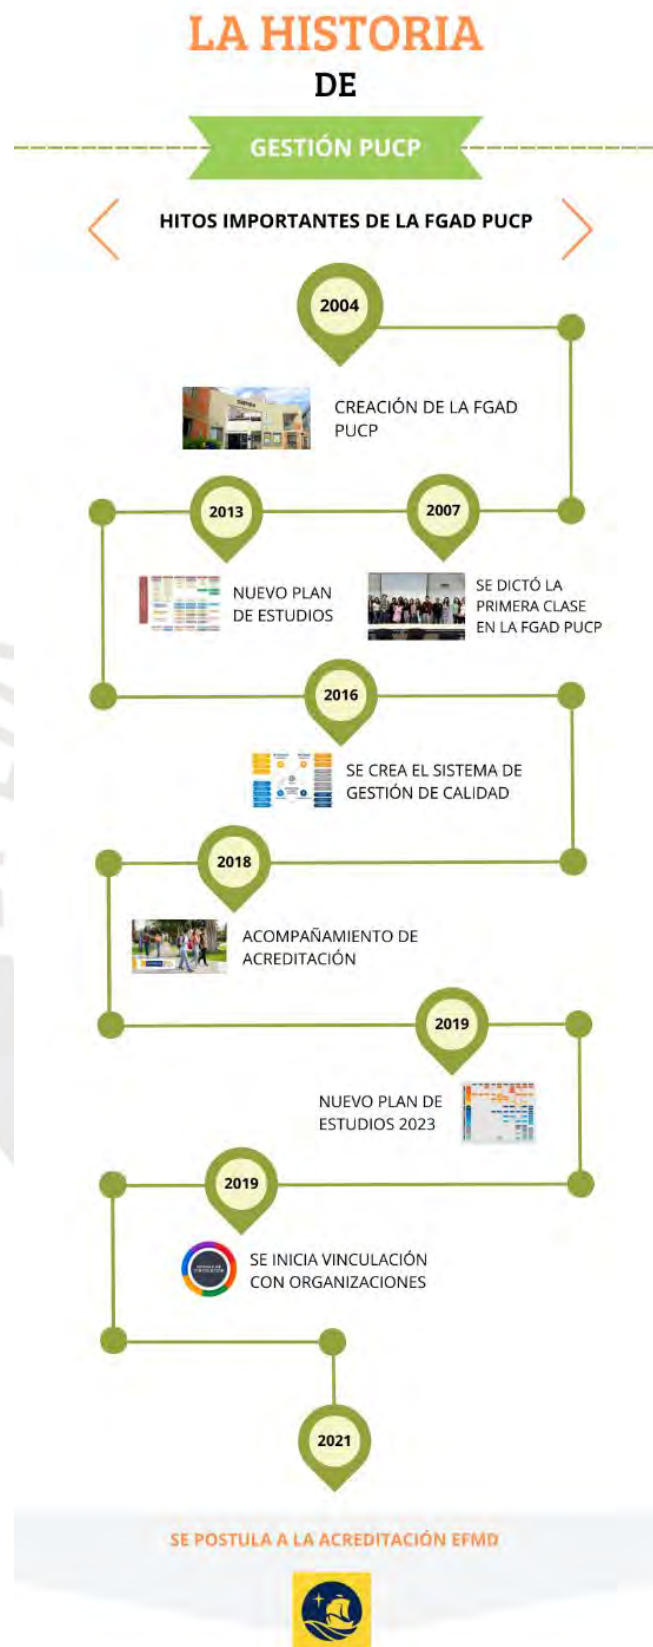 LA HISTORIA
DE
GESTIÓN PUCP
HITOS IMPORTANTES DE LA FGAD PUCP
2004
CREACIÓN DE LA FGAD
PUCP
2007
SE DICTÓ LA
PRIMERA CLASE
EN LA FGAD PUCP
2013
NUEVO PLAN
DE ESTUDIOS
2016
SE CREA EL SISTEMA DE
GESTIÓN DE CALIDAD
2018
ACOMPAÑAMIENTO DE
ACREDITACIÓN
2019
NUEVO PLAN DE
ESTUDIOS 2023
2019
SE INICIA VINCULACIÓN
CON ORGANIZACIONES
2021
SE POSTULA A LA ACREDITACIÓN EFMD